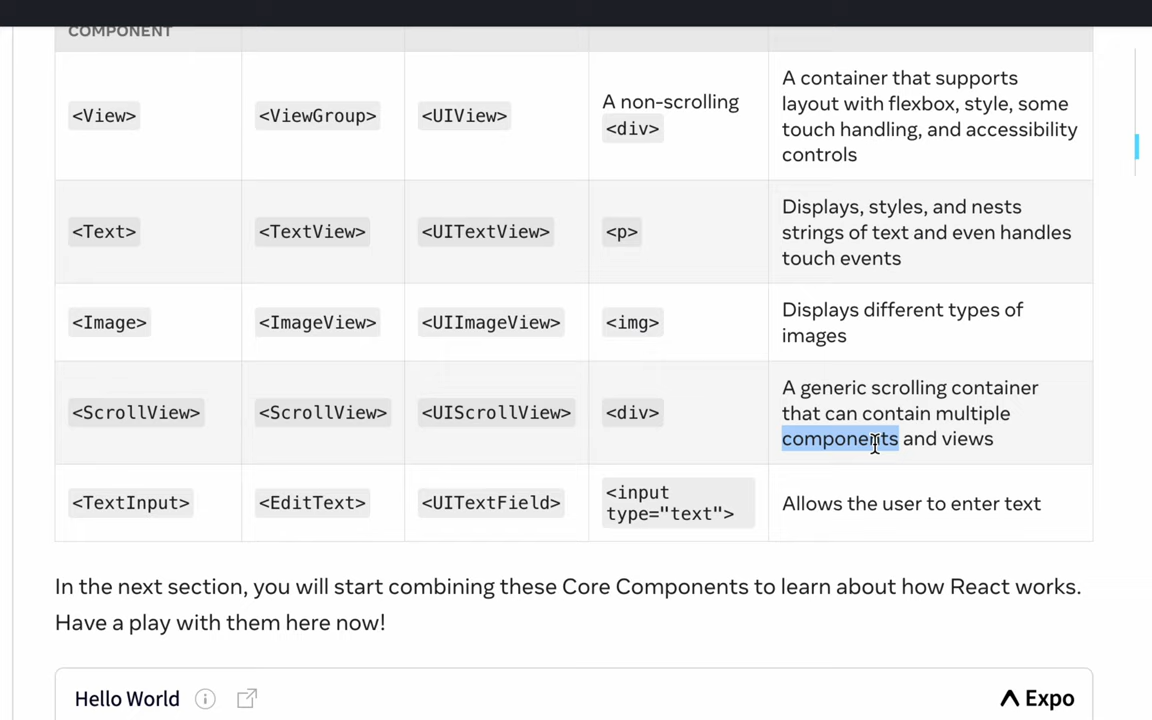 COMPONENT
<View>
<ViewGroup>
<UIView>
A non-scrolling
<div>
A container that supports
layout with flexbox, style, some
touch handling, and accessibility
controls
<Text>
<TextView>
<UITextView>
<p>
Displays, styles, and nests
strings of text and even handles
touch events
<Image>
<ImageView>
<UIImageView>
<img>
Displays different types of
images
<ScrollView>
<ScrollView>
<UIScrollView>
<div>
A generic scrolling container
that can contain multiple
components and views
<TextInput>
<EditText>
<UITextField>
<input
type="text">
Allows the user to enter text
In the next section, you will start combining these Core Components to learn about how React works.
Have a play with them here now!
Hello World
Expo